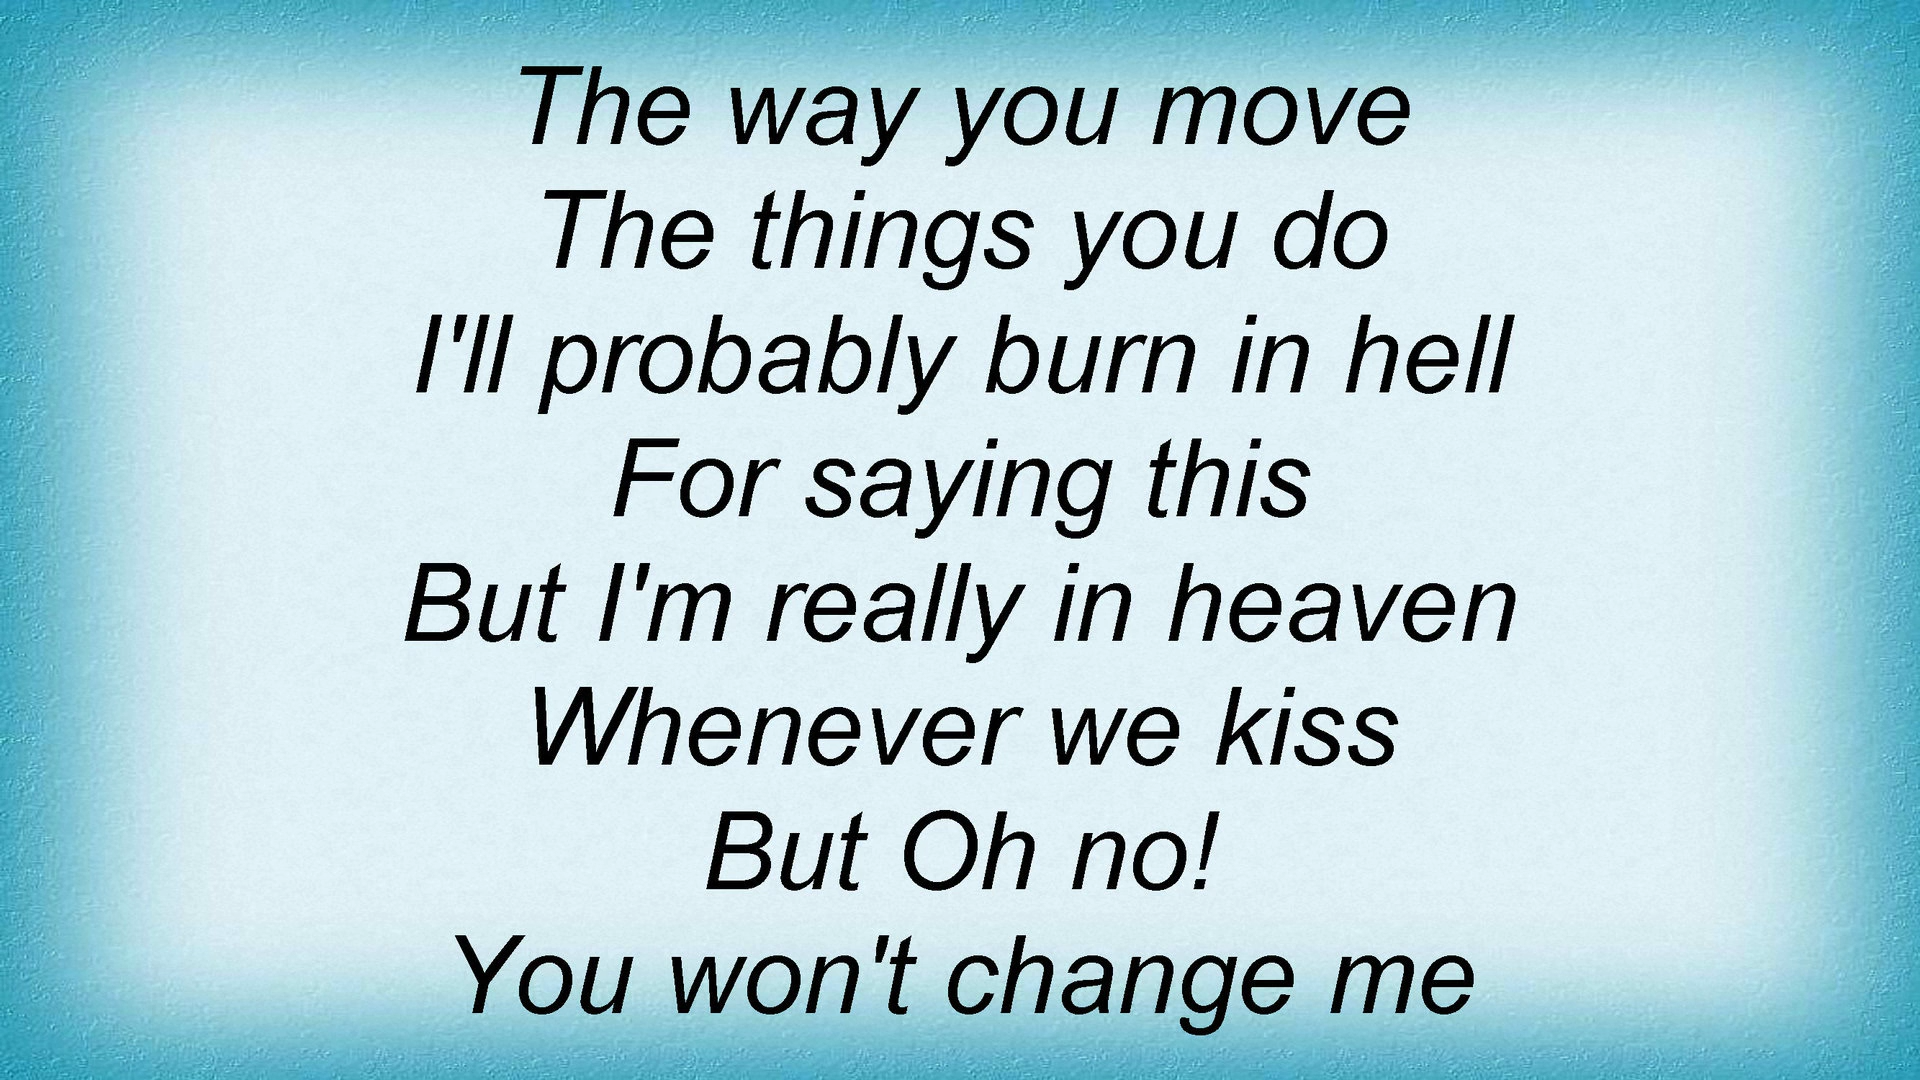 The way you move
The things you do
I'll probably burn in hell
For saying this
But I'm really in heaven
Whenever we kiss
But Oh no!
You won't change me